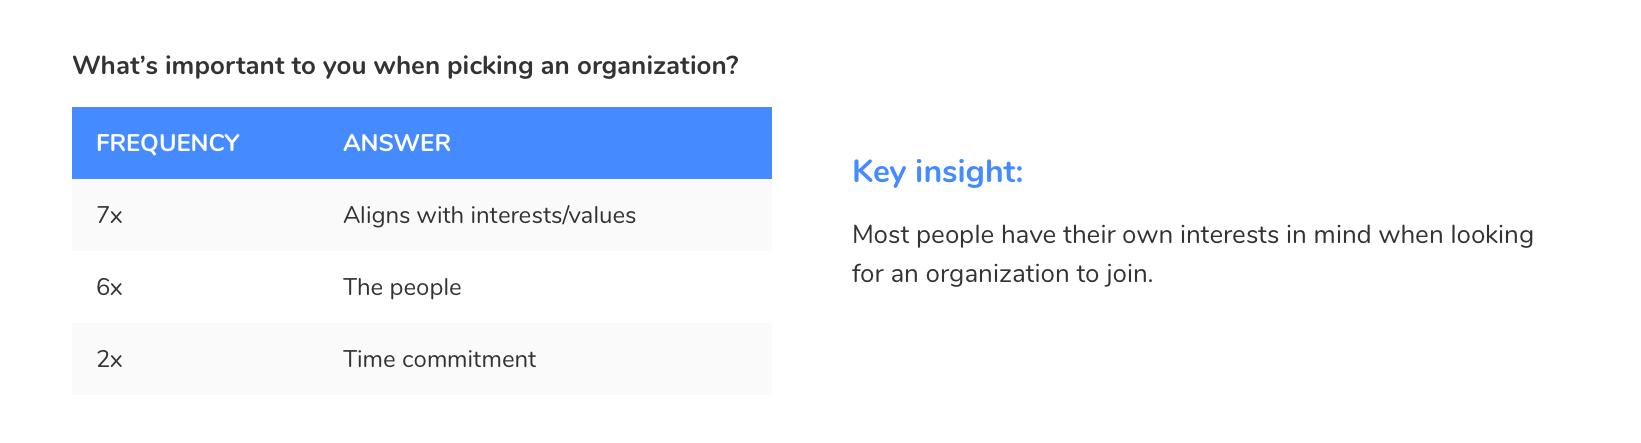 What’s important to you when picking an organization?
FREQUENCY ANSWER
7x Aligns with interests/values
6x The people
2x Time commitment
Key insight:
Most people have their own interests in mind when looking
for an organization to join.